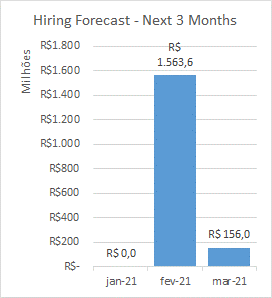 Hiring Forecast - Next 3 Months
Milhões
R$1.800
R$1.600
R$1.400
R$1.200
R$1.000
R$800
R$600
R$400
R$200
R$-
R$ 0,0
R$
1.563,6
R$ 156,0
jan-21
fev-21
mar-21